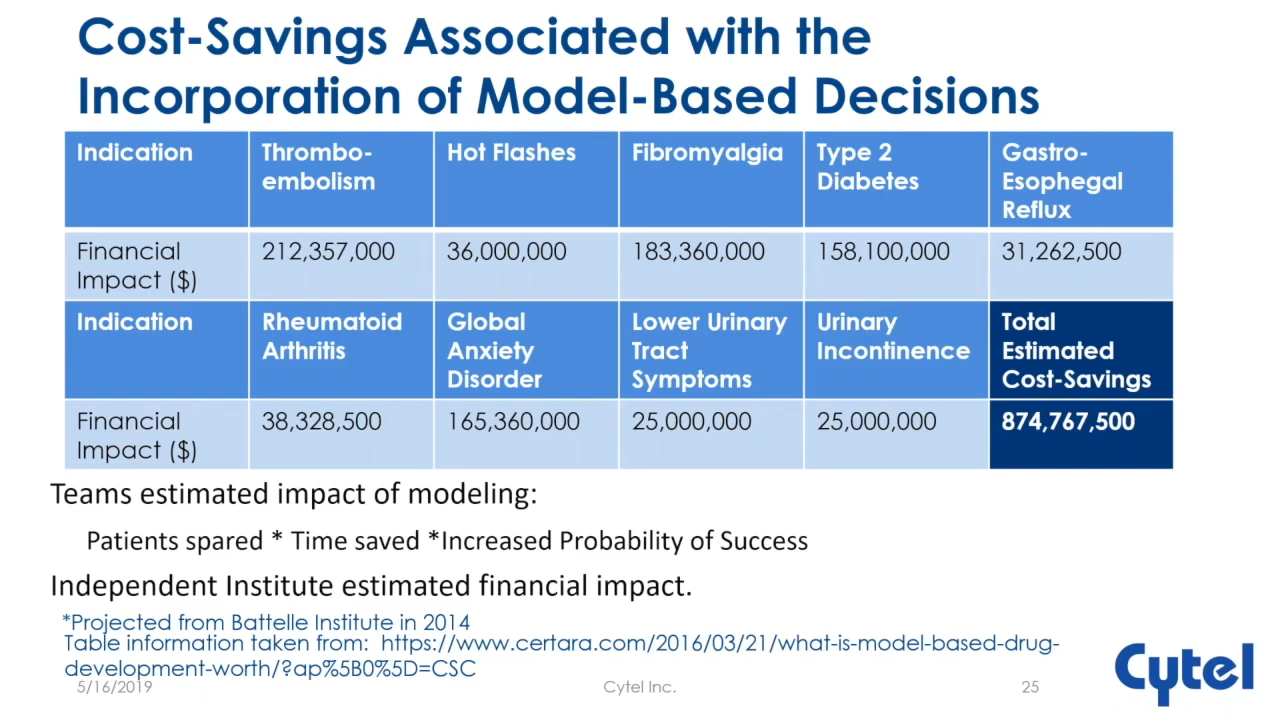 Cost-Savings Associated with the
Incorporation of Model-Based Decisions
Indication
Thrombo-
embolism
Hot Flashes
Fibromyalgia
Type 2
Diabetes
Gastro-
Esophegal
Reflux
Financial
Impact ($)
212,357,000
36,000,000
183,360,000
158,100,000
31,262,500
Indication
Rheumatoid
Arthritis
Global
Anxiety
Disorder
Lower Urinary
Tract
Symptoms
Urinary
Incontinence
Total
Estimated
Cost-Savings
Financial
Impact ($)
38,328,500
165,360,000
25,000,000
25,000,000
874,767,500
Teams estimated impact of modeling:
Patients spared * Time saved *Increased Probability of Success
Independent Institute estimated financial impact.
*Projected from Battelle Institute in 2014
Table information taken from: https://www.certara.com/2016/03/21/what-is-model-based-drug-
development-worth/?ap%5B0%5D=CSC
5/16/2019
Cytel Inc.
25
Cytel